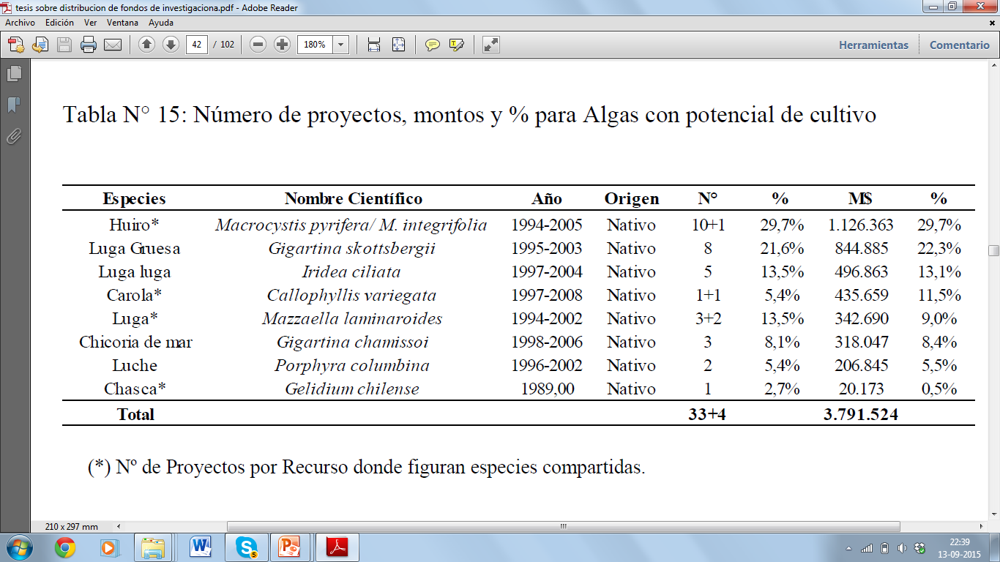 tesis sobre distribucion de fondos de investigaciona.pdf - Adobe Reader
Archivo Edición Ver Ventana Ayuda
42 / 102 180% Herramientas Comentario
Tabla N° 15: Número de proyectos, montos y % para Algas con potencial de cultivo
Especies Nombre Científico Año Origen N° % M$ %
Huiro* Macrocystis pyrifera/ M. integrifolia 1994-2005 Nativo 10+1 29,7% 1.126.363 29,7%
Luga Gruesa Gigartina skottsbergii 1995-2003 Nativo 8 21,6% 844.885 22,3%
Luga luga Iridea ciliata 1997-2004 Nativo 5 13,5% 496.863 13,1%
Carola* Callophyllis variegata 1997-2008 Nativo 1+1 5,4% 435.659 11,5%
Luga* Mazzaella laminaroides 1994-2002 Nativo 3+2 13,5% 342.690 9,0%
Chicoria de mar Gigartina chamissoi 1998-2006 Nativo 3 8,1% 318.047 8,4%
Luche Porphyra columbina 1996-2002 Nativo 2 5,4% 206.845 5,5%
Chasca* Gelidium chilense 1989,00 Nativo 1 2,7% 20.173 0,5%
Total 33+4 3.791.524
(*) Nº de Proyectos por Recurso donde figuran especies compartidas.
210 x 297 mm
22:39
13-09-2015